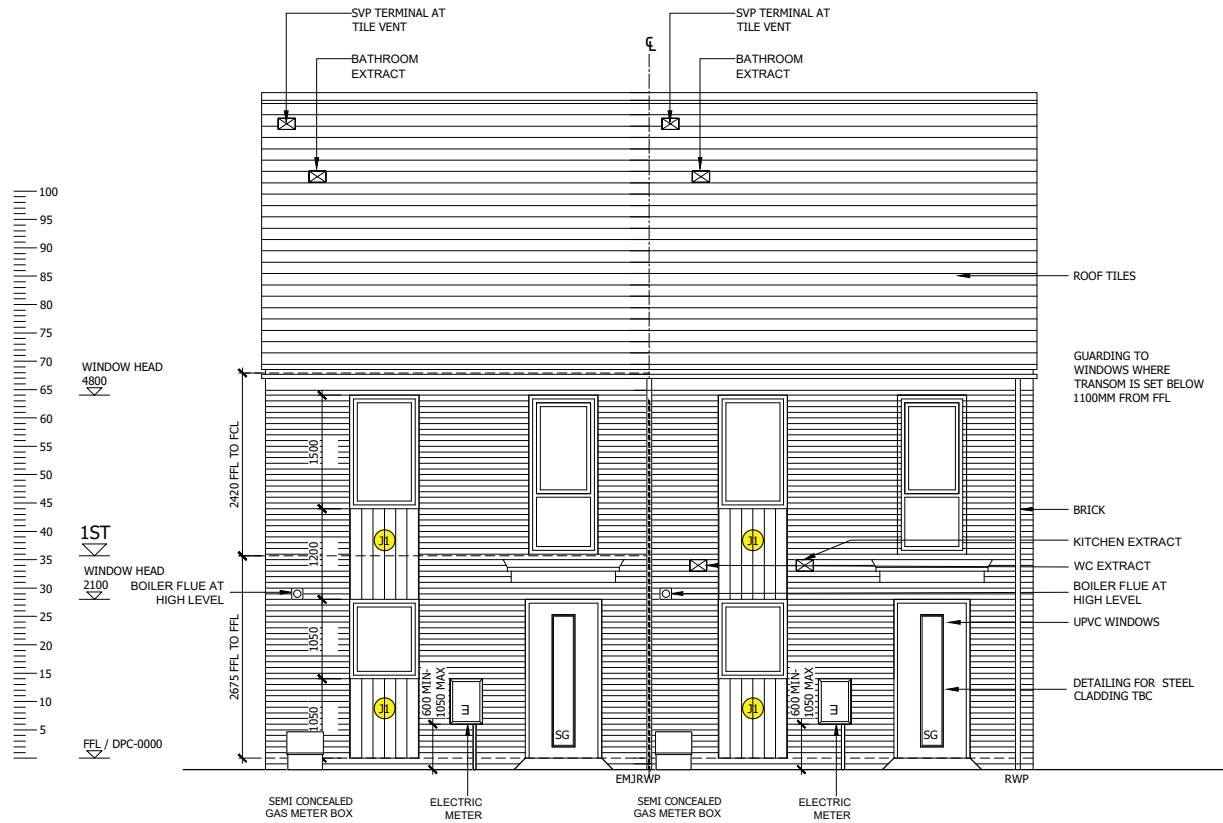 SVP TERMINAL AT
TILE VENT
BATHROOM
EXTRACT
℄
SVP TERMINAL AT
TILE VENT
BATHROOM
EXTRACT
100
95
90
85
80
75
70
65
60
55
50
45
40
35
30
25
20
15
10
5
WINDOW HEAD
4800
1ST
WINDOW HEAD
2100
BOILER FLUE AT
HIGH LEVEL
FFL / DPC-0000
2420 FFL TO FCL
2675 FFL TO FFL
1500
1200
1050
1050
J1
J1
600 MIN-
1050 MAX
E
SG
J1
J1
600 MIN-
1050 MAX
E
SG
ROOF TILES
GUARDING TO
WINDOWS WHERE
TRANSOM IS SET BELOW
1100MM FROM FFL
BRICK
KITCHEN EXTRACT
WC EXTRACT
BOILER FLUE AT
HIGH LEVEL
UPVC WINDOWS
DETAILING FOR STEEL
CLADDING TBC
EMJRWP
RWP
SEMI CONCEALED
GAS METER BOX
ELECTRIC
METER
SEMI CONCEALED
GAS METER BOX
ELECTRIC
METER